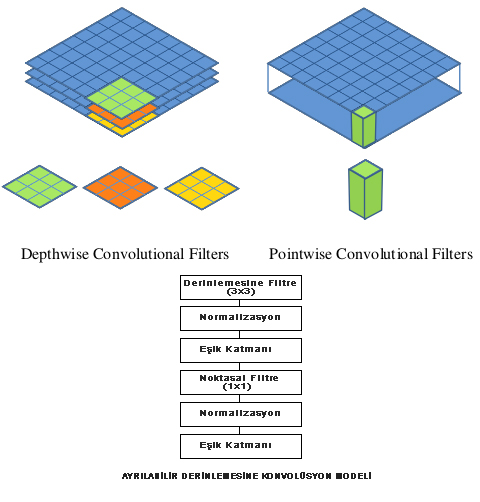 Depthwise Convolutional Filters
Pointwise Convolutional Filters
Derinlemesine Filtre
(3x3)
Normalizasyon
Eşik Katmanı
Noktasal Filtre
(1x1)
Normalizasyon
Eşik Katmanı
AYRILABİLİR DERİNLEMESİNE KONVOLÜSYON MODELİ